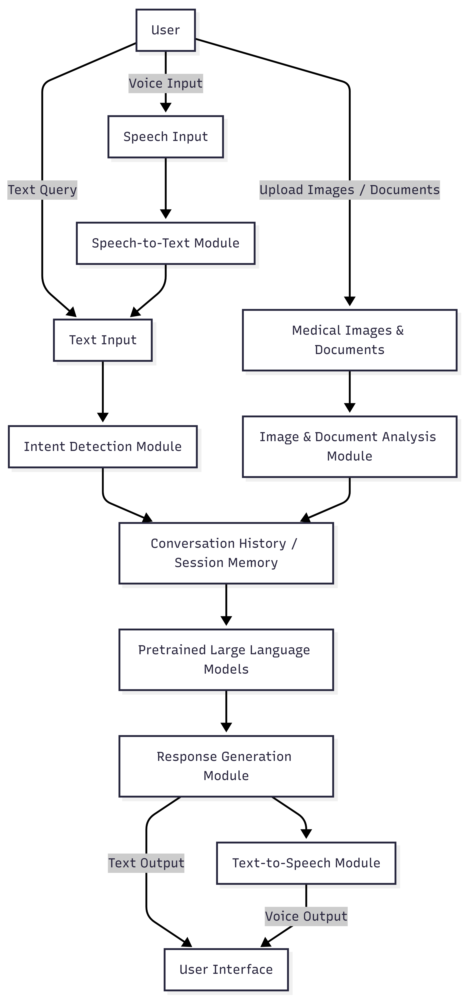 User
Voice Input
Speech Input
Text Query
Upload Images / Documents
Speech-to-Text Module
Text Input
Medical Images &
Documents
Intent Detection Module
Image & Document Analysis
Module
Conversation History /
Session Memory
Pretrained Large Language
Models
Response Generation
Module
Text Output
Text-to-Speech Module
Voice Output
User Interface